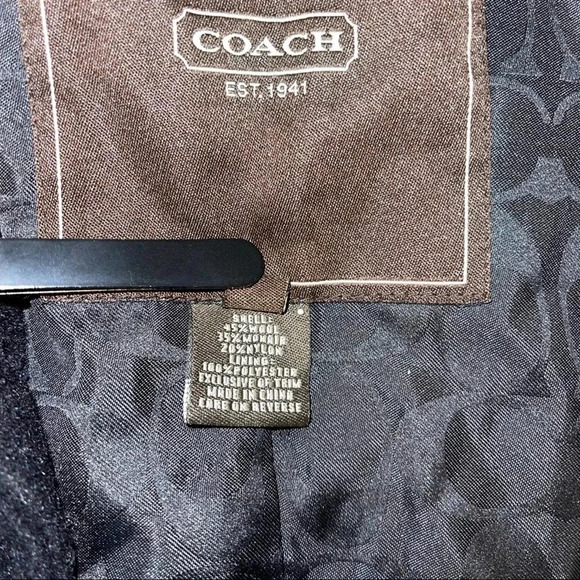 COACH
EST. 1941
SHELL:
45% WOOL
35% MOHAIR
20% NYLON
LINING:
100% POLYESTER
EXCLUSIVE OF TRIM
MADE IN CHINA
CARE ON REVERSE